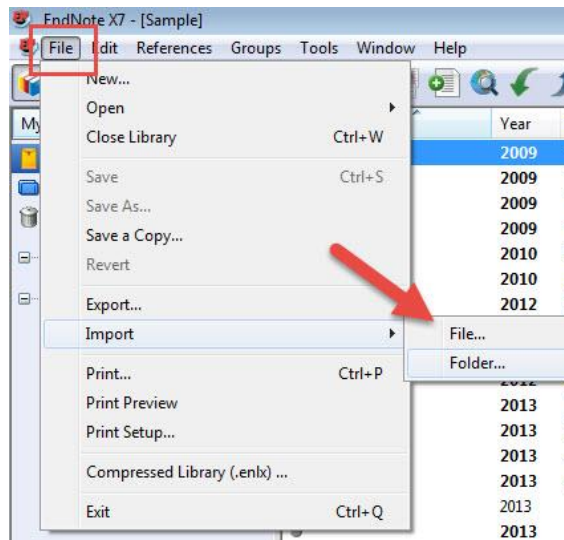 EndNote X7 - [Sample]
File Edit References Groups Tools Window Help
New...
Open
Close Library Ctrl+W
Save Ctrl+S
Save As...
Save a Copy...
Revert
Export...
Import
Print... Ctrl+P
Print Preview
Print Setup...
Compressed Library (.enlx) ...
Exit Ctrl+Q
File...
Folder...
My
Year
2009
2009
2009
2009
2010
2010
2012
2012
2013
2013
2013
2013
2013
2013